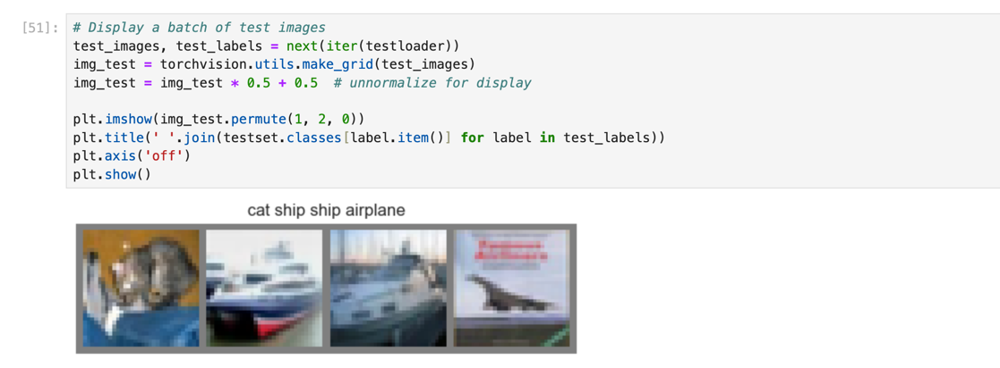 [51]:
# Display a batch of test images
test_images, test_labels = next(iter(testloader))
img_test = torchvision.utils.make_grid(test_images)
img_test = img_test * 0.5 + 0.5  # unnormalize for display
plt.imshow(img_test.permute(1, 2, 0))
plt.title(' '.join(testset.classes[label.item()] for label in test_labels))
plt.axis('off')
plt.show()
cat ship ship airplane